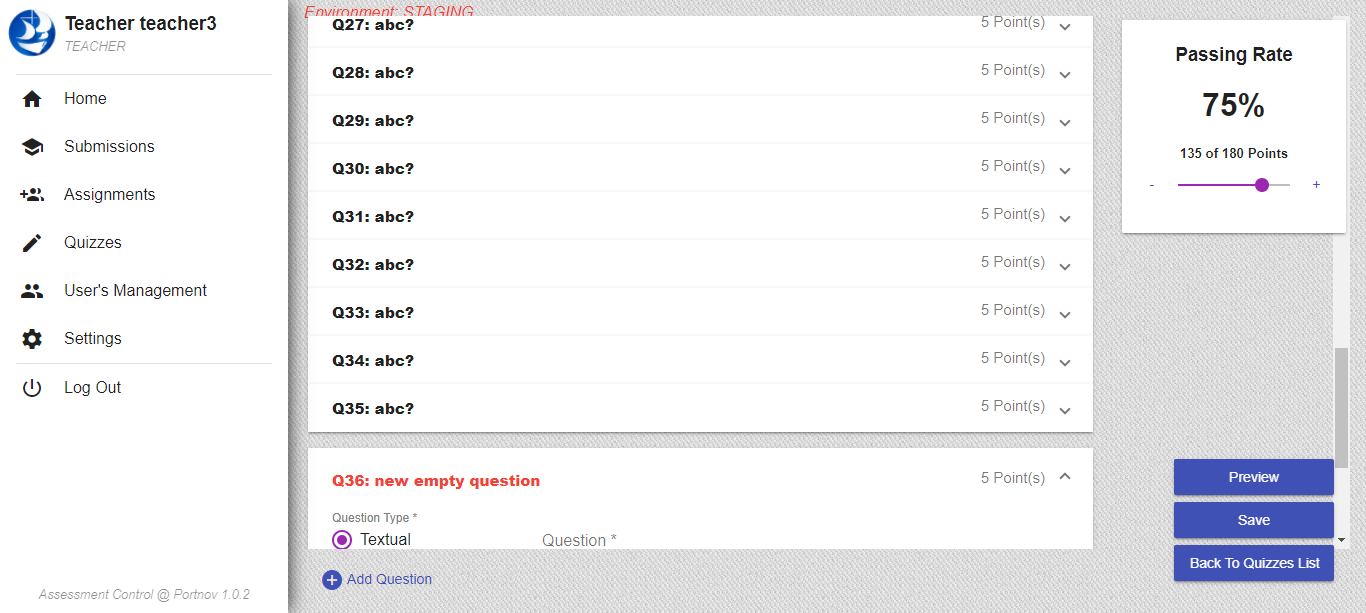 Teacher teacher3
TEACHER
Home
Submissions
Assignments
Quizzes
User's Management
Settings
Log Out
Assessment Control @ Portnov 1.0.2
Environment: STAGING
Q27: abc? 5 Point(s)
Q28: abc? 5 Point(s)
Q29: abc? 5 Point(s)
Q30: abc? 5 Point(s)
Q31: abc? 5 Point(s)
Q32: abc? 5 Point(s)
Q33: abc? 5 Point(s)
Q34: abc? 5 Point(s)
Q35: abc? 5 Point(s)
Q36: new empty question 5 Point(s)
Question Type *
Textual Question *
Add Question
Passing Rate
75%
135 of 180 Points
- +
Preview
Save
Back To Quizzes List